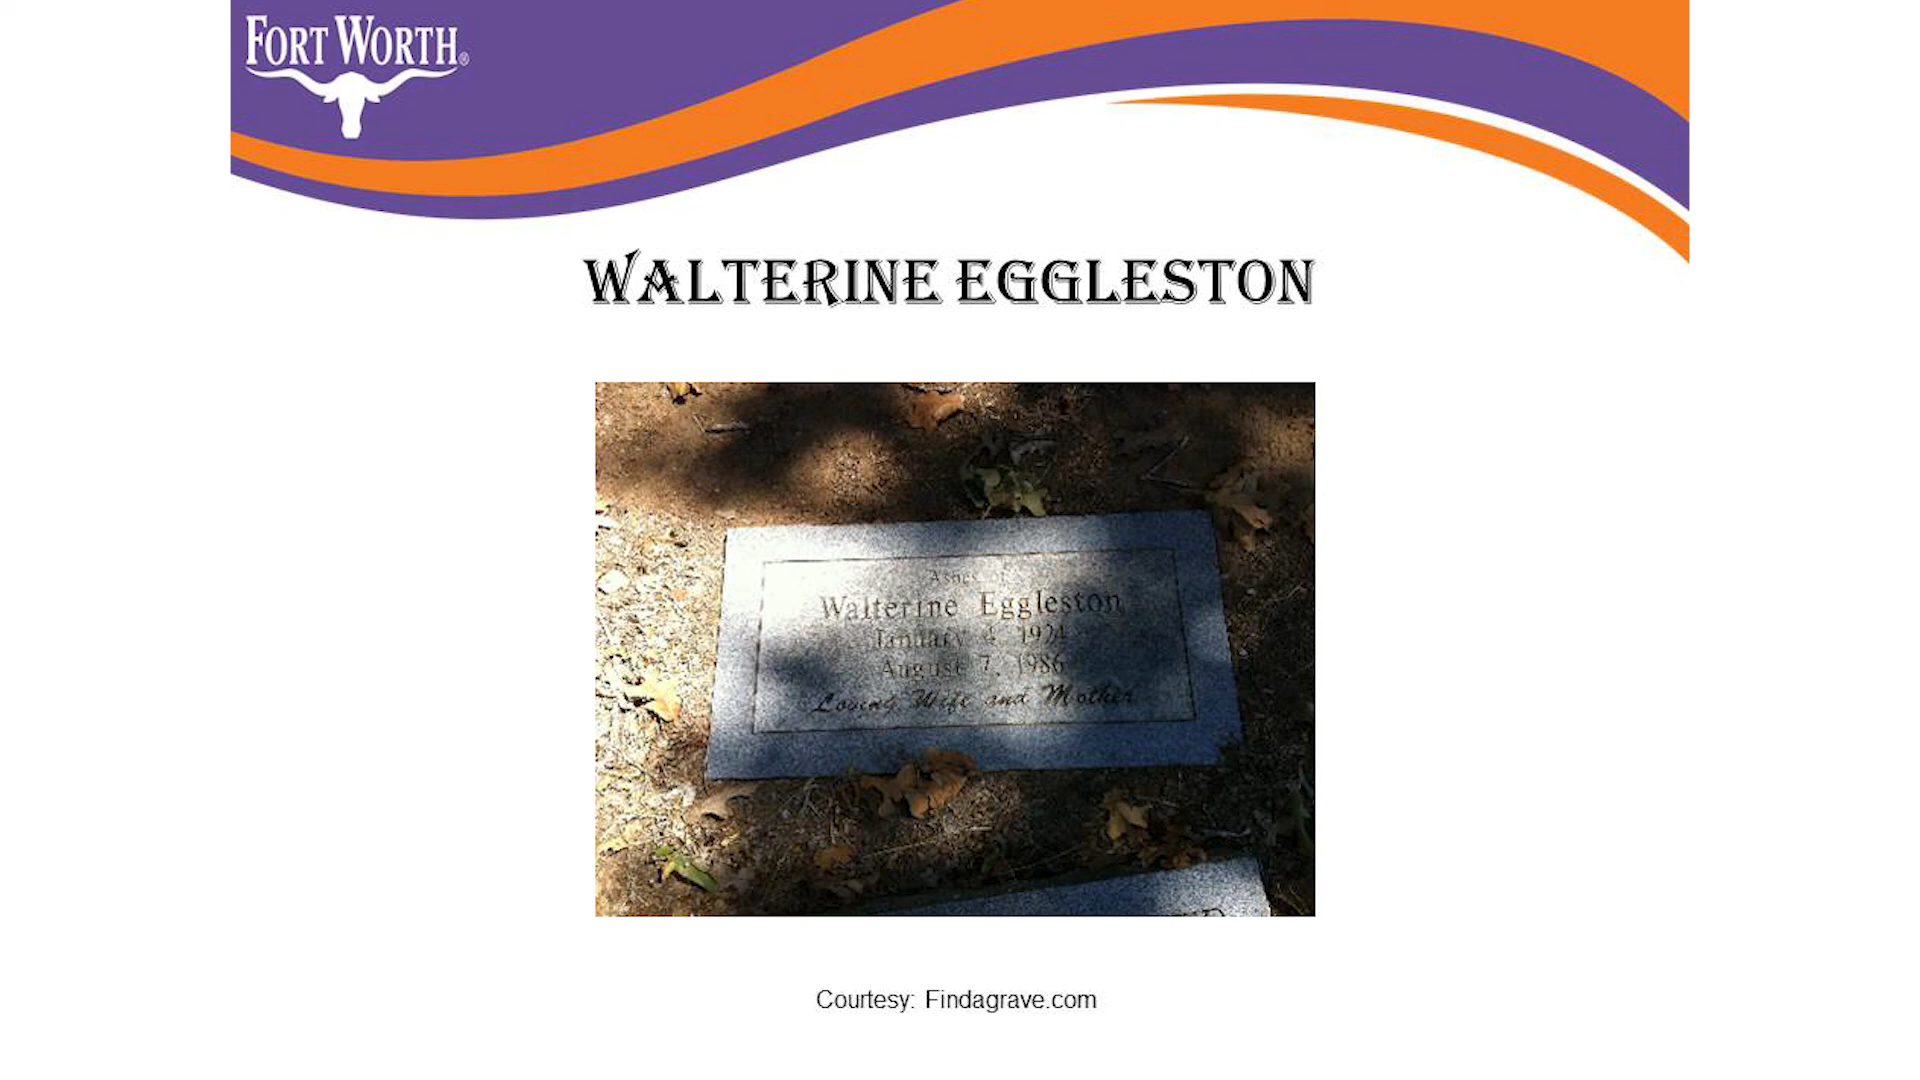 FORT WORTH®
WALTERINE EGGLESTON
Ashes of
Walterine Eggleston
January 4, 1924
August 7, 1986
Loving Wife and Mother
Courtesy: Findagrave.com